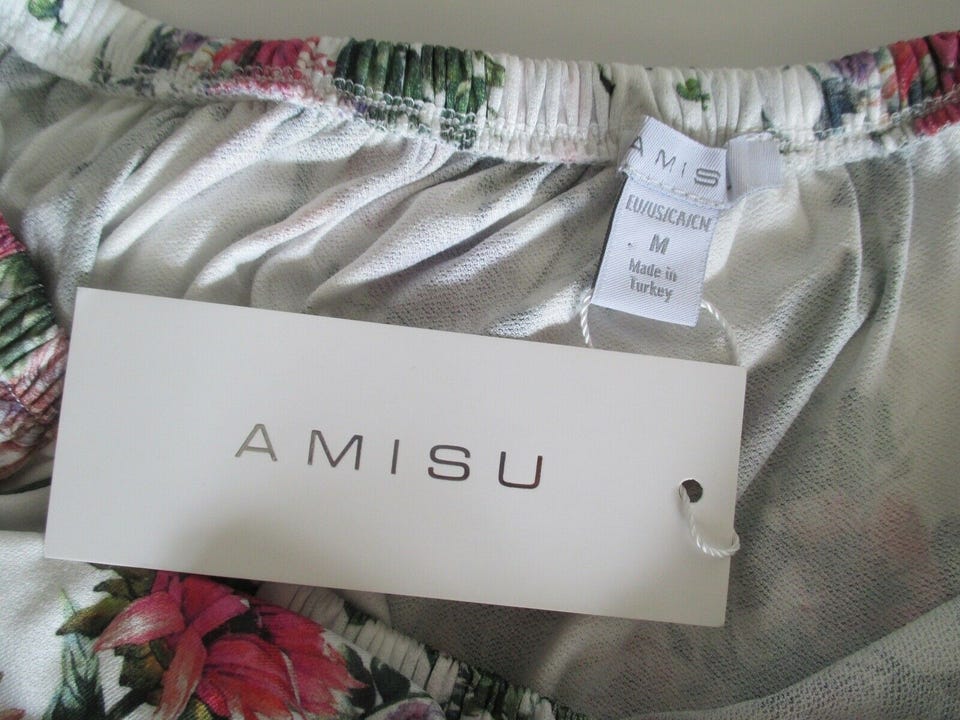 AMIS
EU/US/CA/CN
M
Made in
Turkey
AMISU